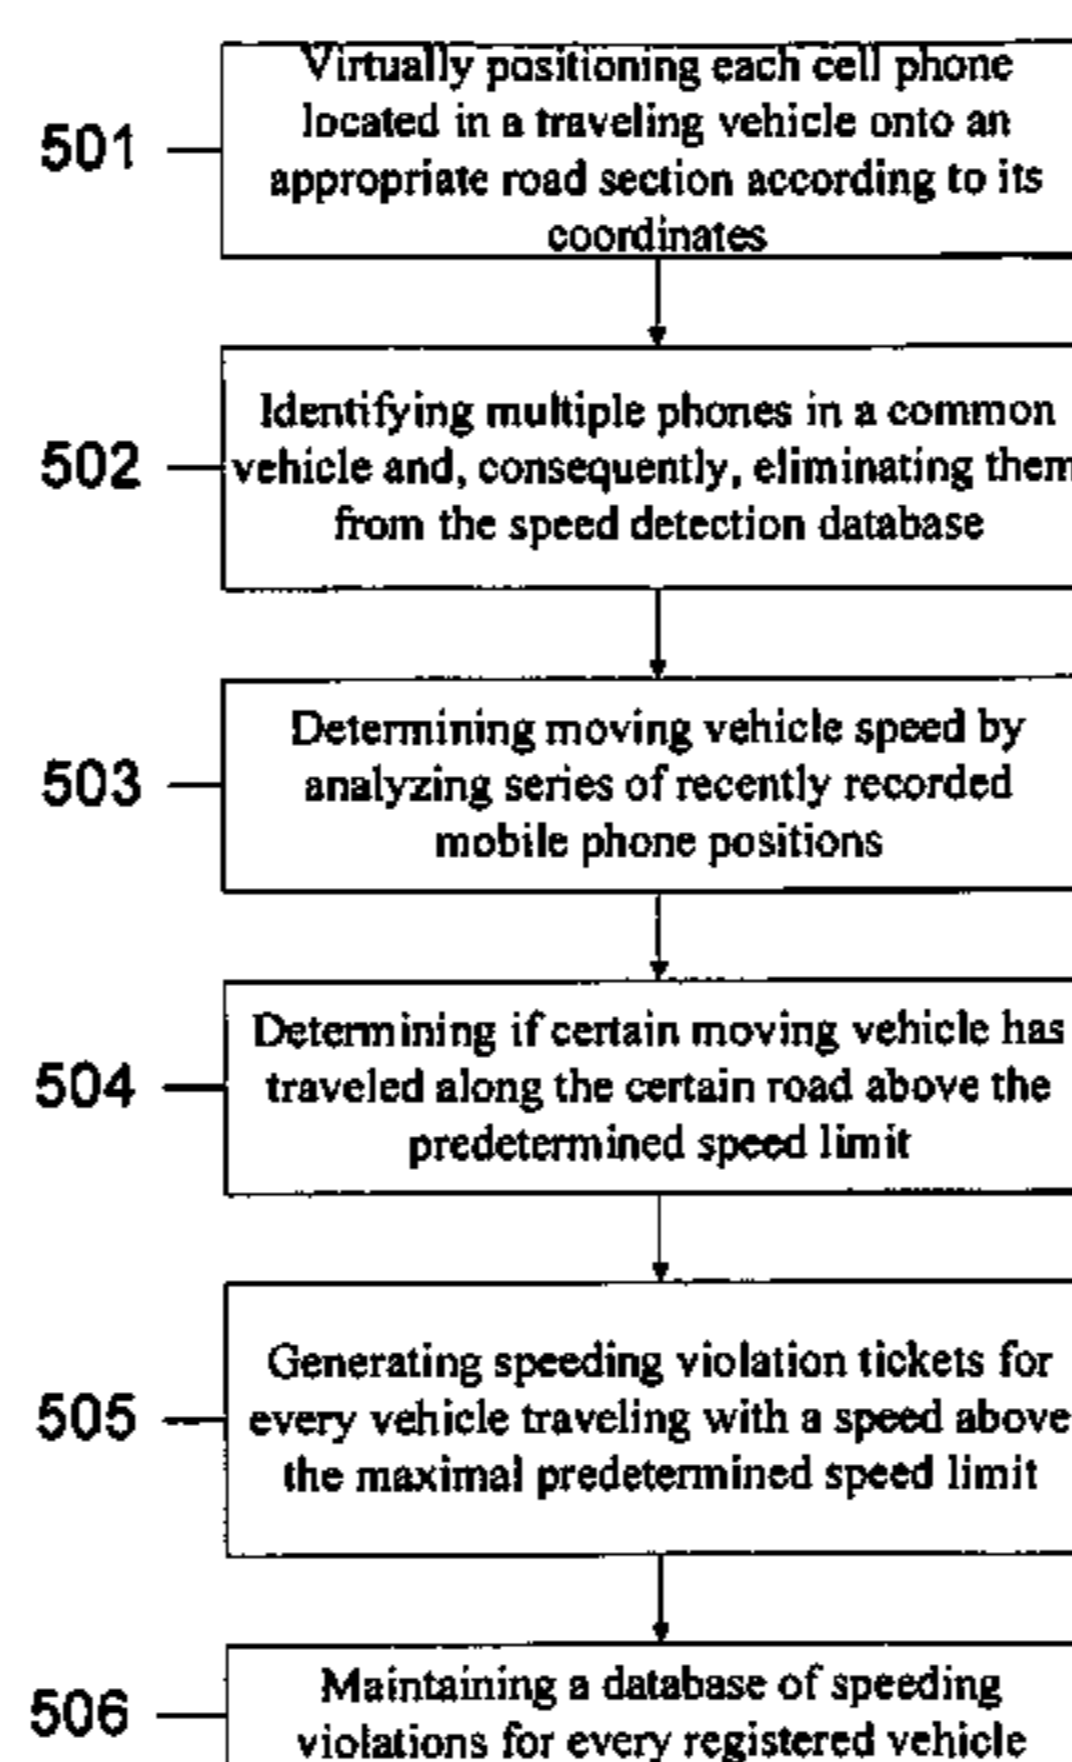 501
Virtually positioning each cell phone
located in a traveling vehicle onto an
appropriate road section according to its
coordinates
502
Identifying multiple phones in a common
vehicle and, consequently, eliminating them
from the speed detection database
503
Determining moving vehicle speed by
analyzing series of recently recorded
mobile phone positions
504
Determining if certain moving vehicle has
traveled along the certain road above the
predetermined speed limit
505
Generating speeding violation tickets for
every vehicle traveling with a speed above
the maximal predetermined speed limit
506
Maintaining a database of speeding
violations for every registered vehicle